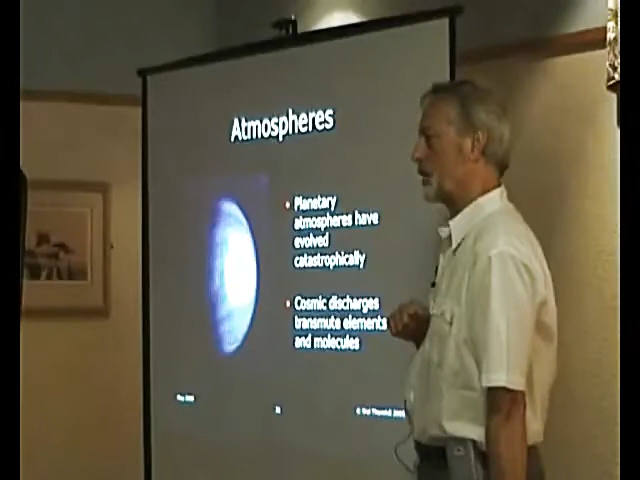 Atmospheres
Planetary
atmospheres have
evolved
catastrophically
Cosmic discharges
transmute elements
and molecules